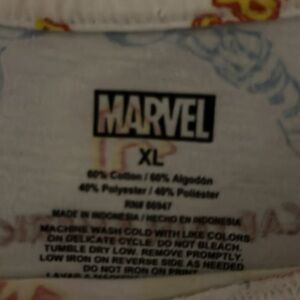 MARVEL
XL
60% Cotton / 60% Algodón
40% Polyester / 40% Poliéster
RN# 06947
MADE IN INDONESIA / HECHO EN INDONESIA
MACHINE WASH COLD WITH LIKE COLORS
ON DELICATE CYCLE. DO NOT BLEACH.
TUMBLE DRY LOW. REMOVE PROMPTLY.
LOW IRON ON REVERSE SIDE AS NEEDED
DO NOT IRON ON PRINT